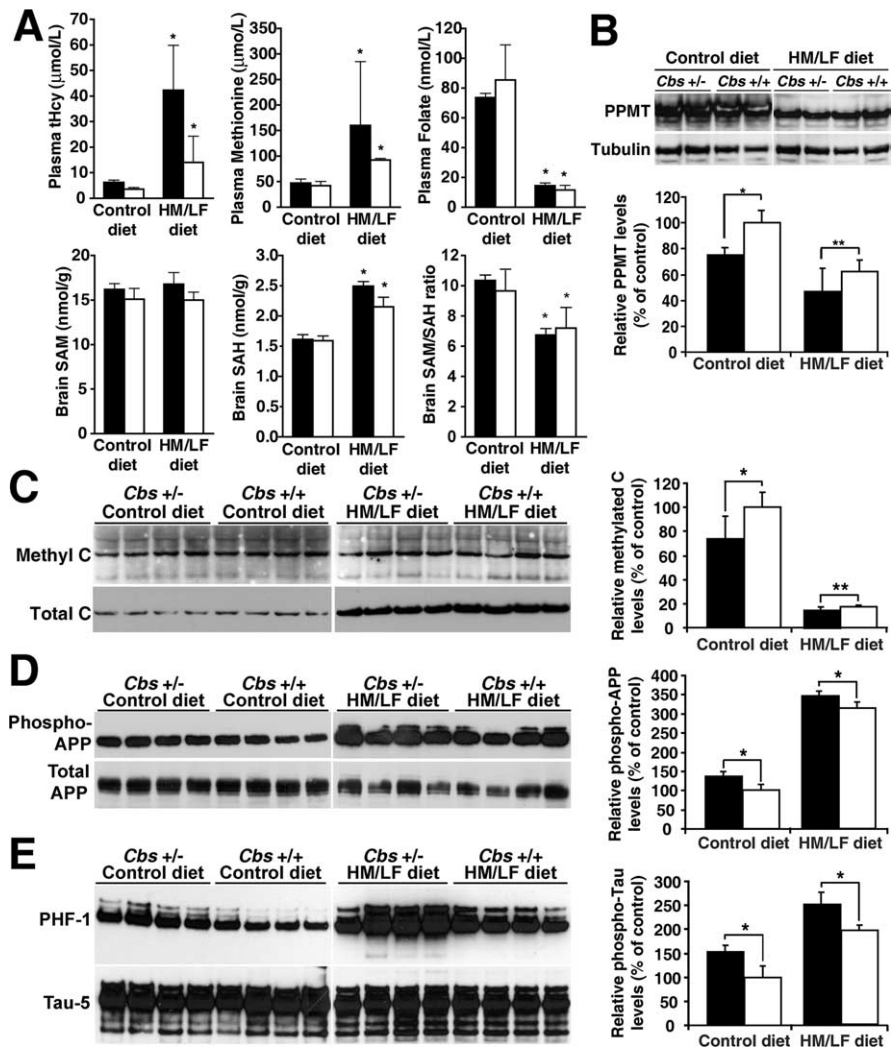 A
Plasma tHcy (μmol/L)
60
50
40
30
20
10
0
*
*
Control diet
HM/LF diet
Plasma Methionine (μmol/L)
350
300
250
200
150
100
50
0
*
*
Control diet
HM/LF diet
Plasma Folate (nmol/L)
120
100
80
60
40
20
0
* *
Control diet
HM/LF diet
Brain SAM (nmol/g)
20
15
10
5
0
Control diet
HM/LF diet
Brain SAH (nmol/g)
3.0
2.5
2.0
1.5
1.0
0.5
0.0
*
*
Control diet
HM/LF diet
Brain SAM/SAH ratio
12
10
8
6
4
2
0
*
*
Control diet
HM/LF diet
B
Control diet HM/LF diet
Cbs +/- Cbs +/+ Cbs +/- Cbs +/+
PPMT
Tubulin
Relative PPMT levels
(% of control)
120
100
80
60
40
20
0
*
**
Control diet HM/LF diet
C
Cbs +/- Cbs +/+ Cbs +/- Cbs +/+
Control diet Control diet HM/LF diet HM/LF diet
Methyl C
Total C
Relative methylated C
levels (% of control)
120
100
80
60
40
20
0
*
**
Control diet HM/LF diet
D
Cbs +/- Cbs +/+ Cbs +/- Cbs +/+
Control diet Control diet HM/LF diet HM/LF diet
Phospho-
APP
Total
APP
Relative phospho-APP
levels (% of control)
400
350
300
250
200
150
100
50
0
*
*
Control diet HM/LF diet
E
Cbs +/- Cbs +/+ Cbs +/- Cbs +/+
Control diet Control diet HM/LF diet HM/LF diet
PHF-1
Tau-5
Relative phospho-Tau
levels (% of control)
300
250
200
150
100
50
0
*
*
Control diet HM/LF diet